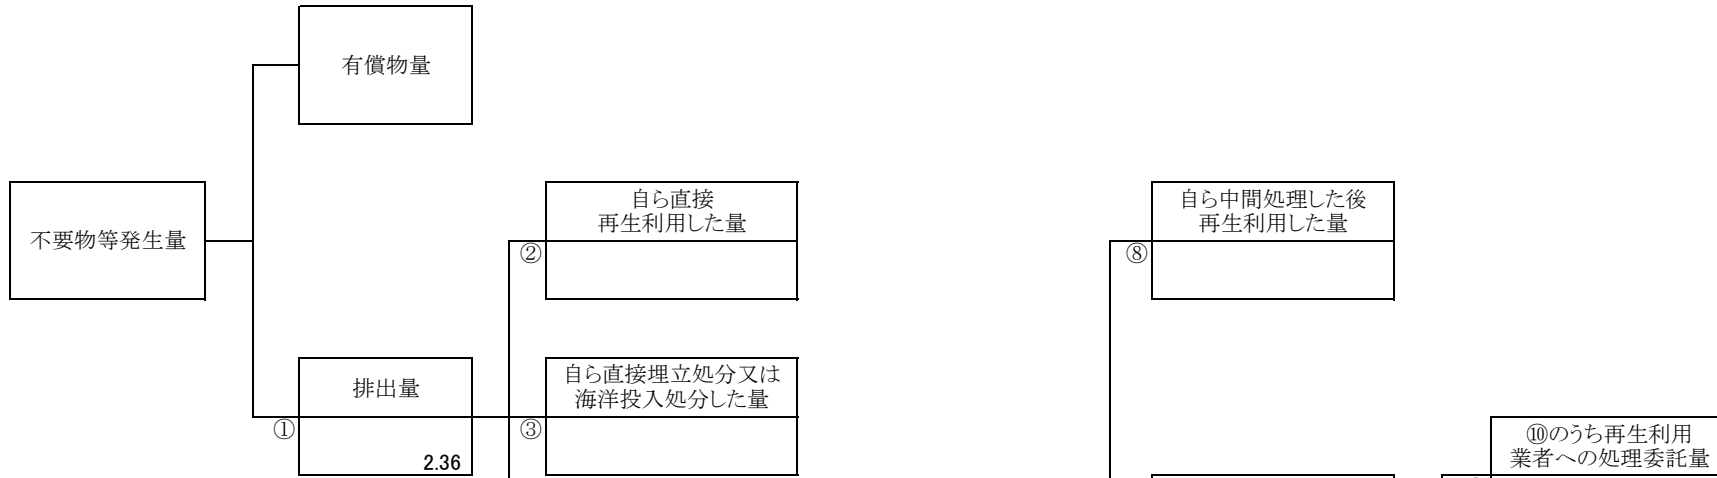 有償物量
不要物等発生量
自ら直接
再生利用した量
②
自ら中間処理した後
再生利用した量
⑧
排出量
①
2.36
自ら直接埋立処分又は
海洋投入処分した量
③
⑩のうち再生利用
業者への処理委託量